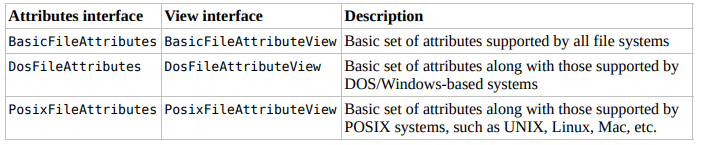 Attributes interface View interface Description
BasicFileAttributes BasicFileAttributeView Basic set of attributes supported by all file systems
DosFileAttributes DosFileAttributeView Basic set of attributes along with those supported by
DOS/Windows-based systems
PosixFileAttributes PosixFileAttributeView Basic set of attributes along with those supported by
POSIX systems, such as UNIX, Linux, Mac, etc.